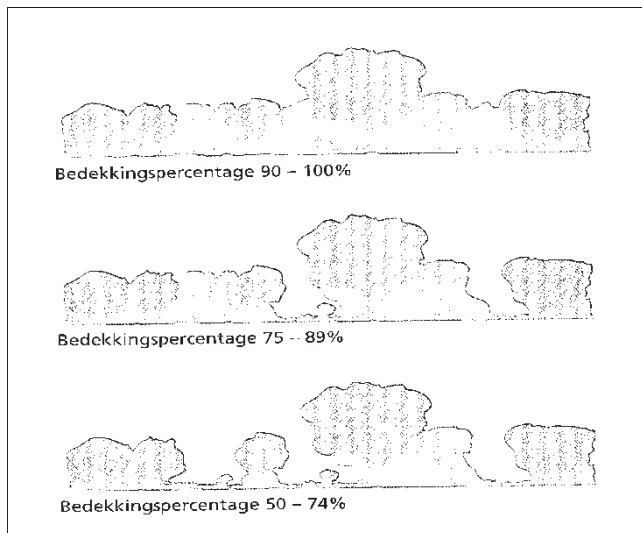 Bedekkingspercentage 90 – 100%
Bedekkingspercentage 75 – 89%
Bedekkingspercentage 50 – 74%